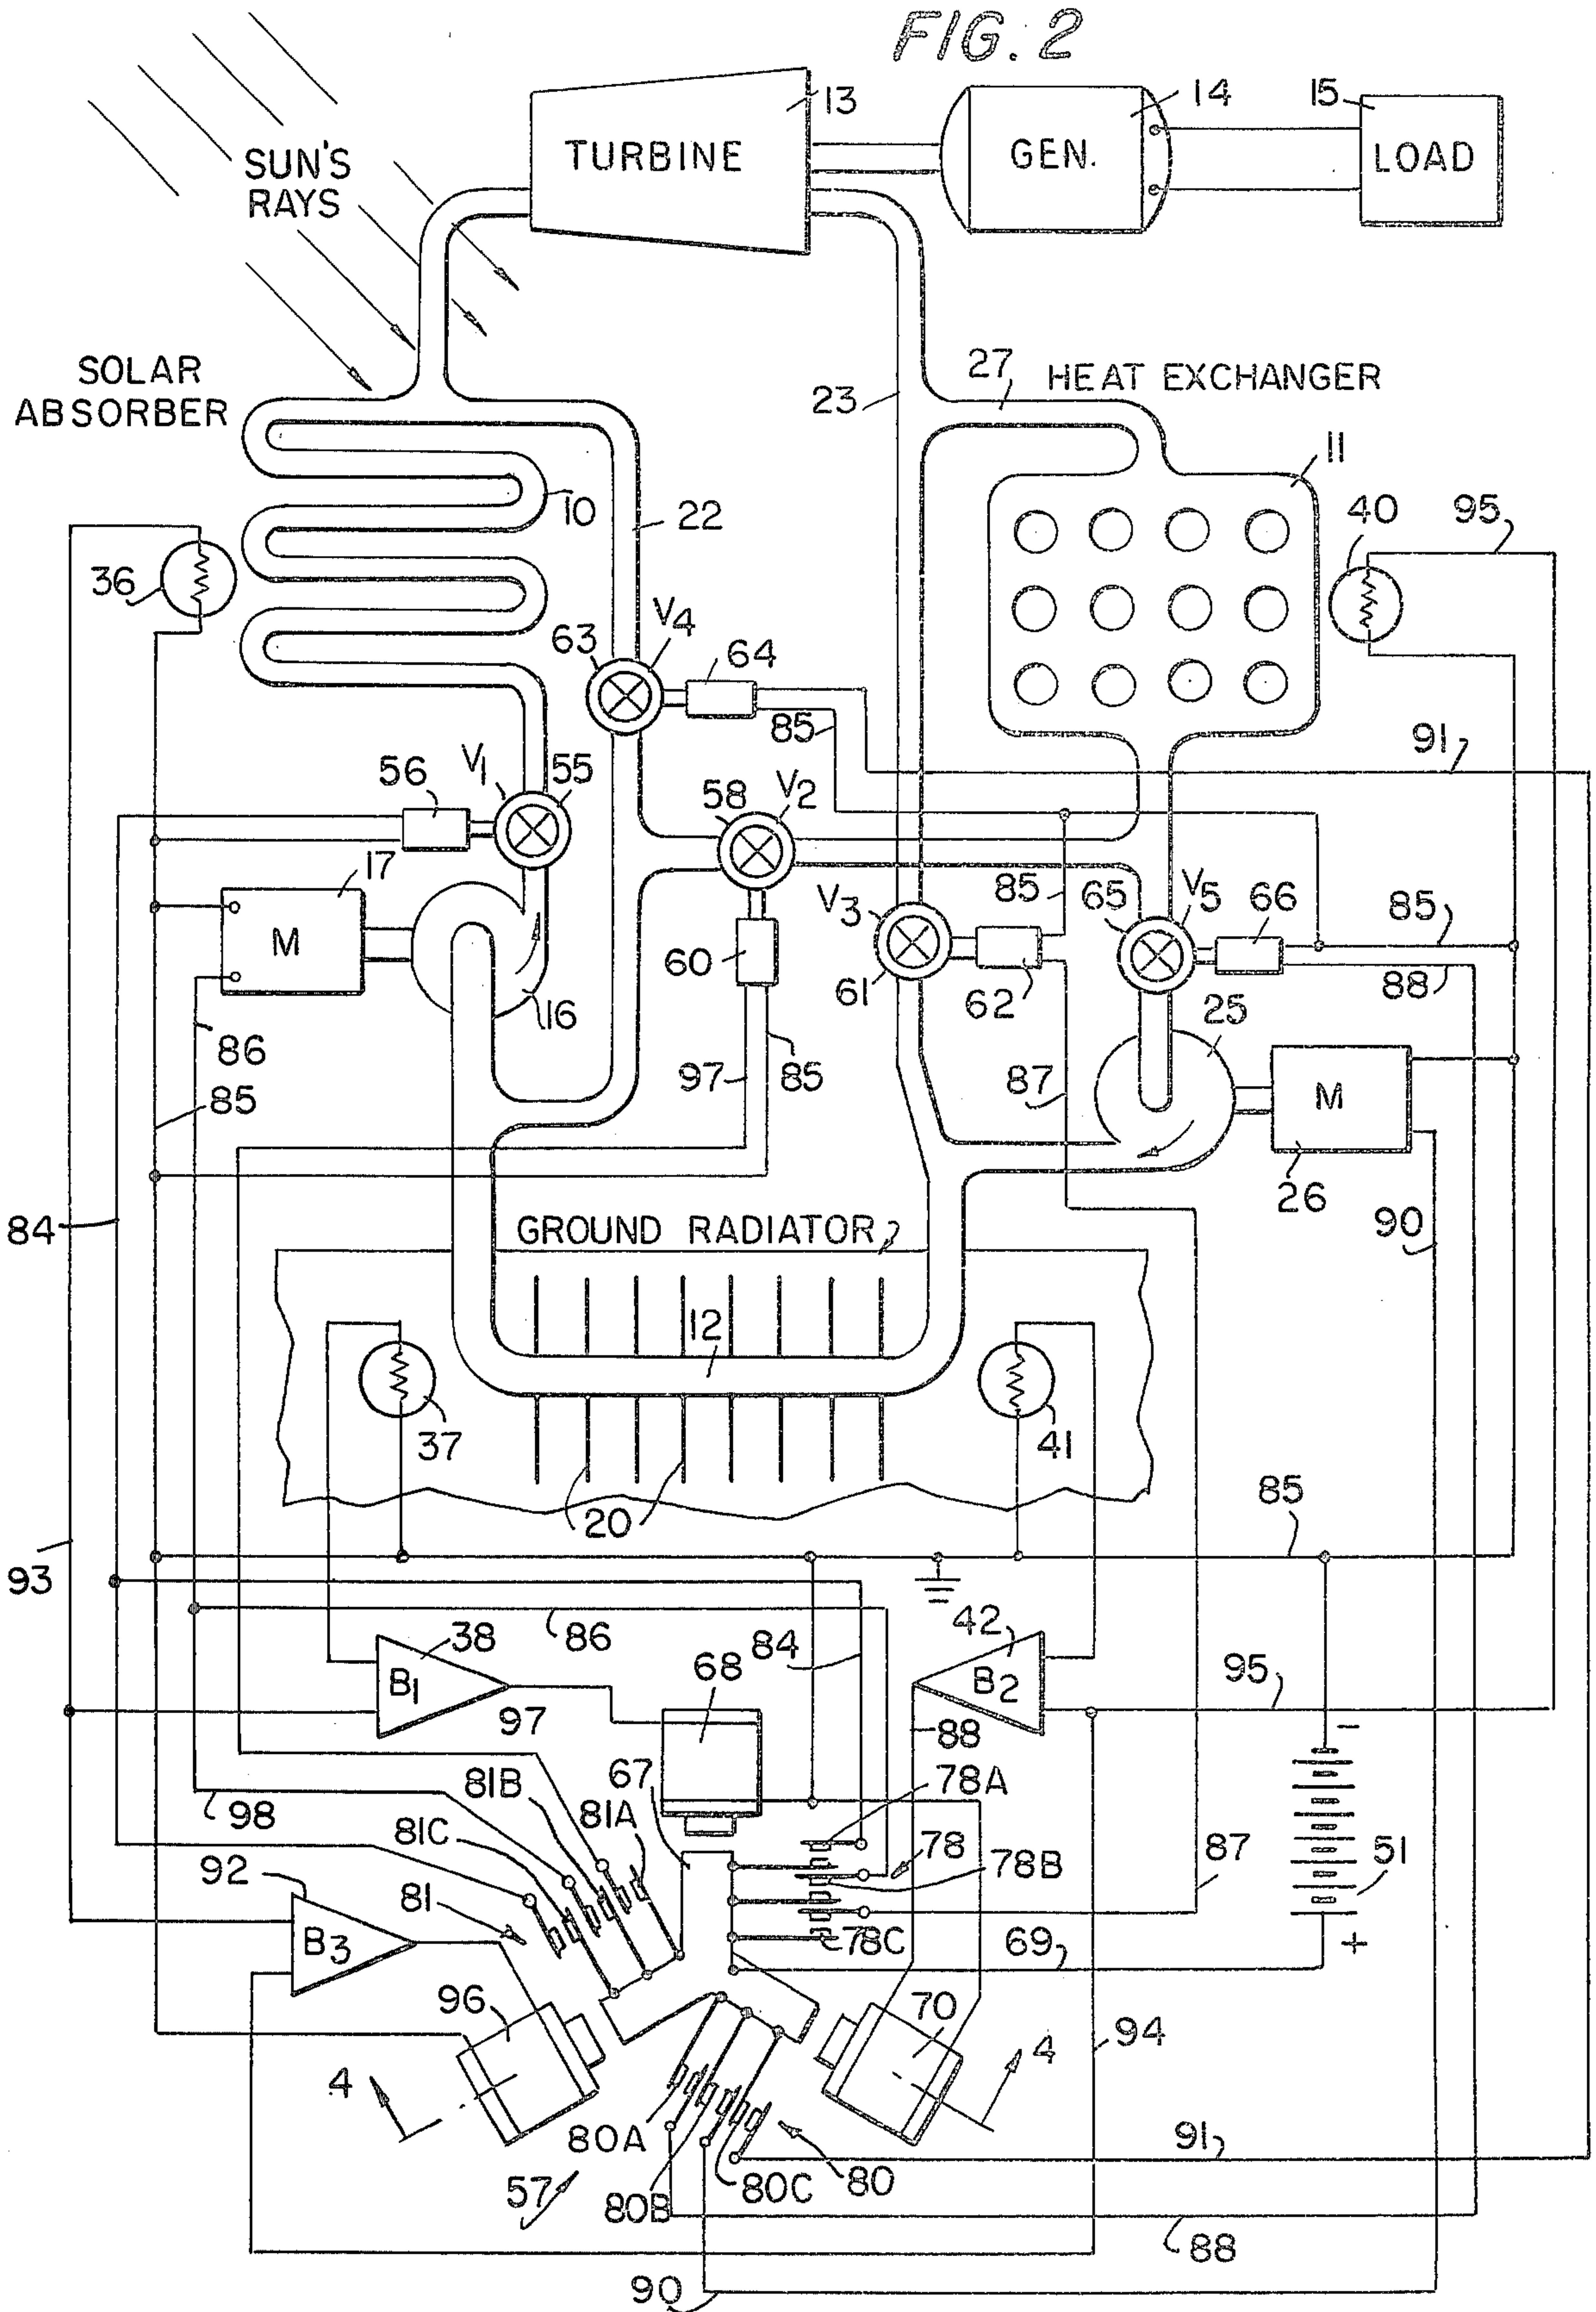 FIG. 2
13
14
15
TURBINE
GEN.
LOAD
SUN'S
RAYS
SOLAR
ABSORBER
27
HEAT EXCHANGER
23
11
10
22
40
95
36
63
V4
64
85
91
56
V1
55
58
V2
17
M
85
V3
65
V5
66
85
60
61
62
88
16
25
86
97
85
87
M
85
26
84
GROUND RADIATOR
90
12
37
41
20
85
93
38
86
84
42
B1
68
B2
95
97
88
67
78A
81B
98
81A
81C
78
78B
87
51
92
81
B3
78C
69
96
70
94
4
4
80A
91
57
80B
80C
80
88
90
−
+